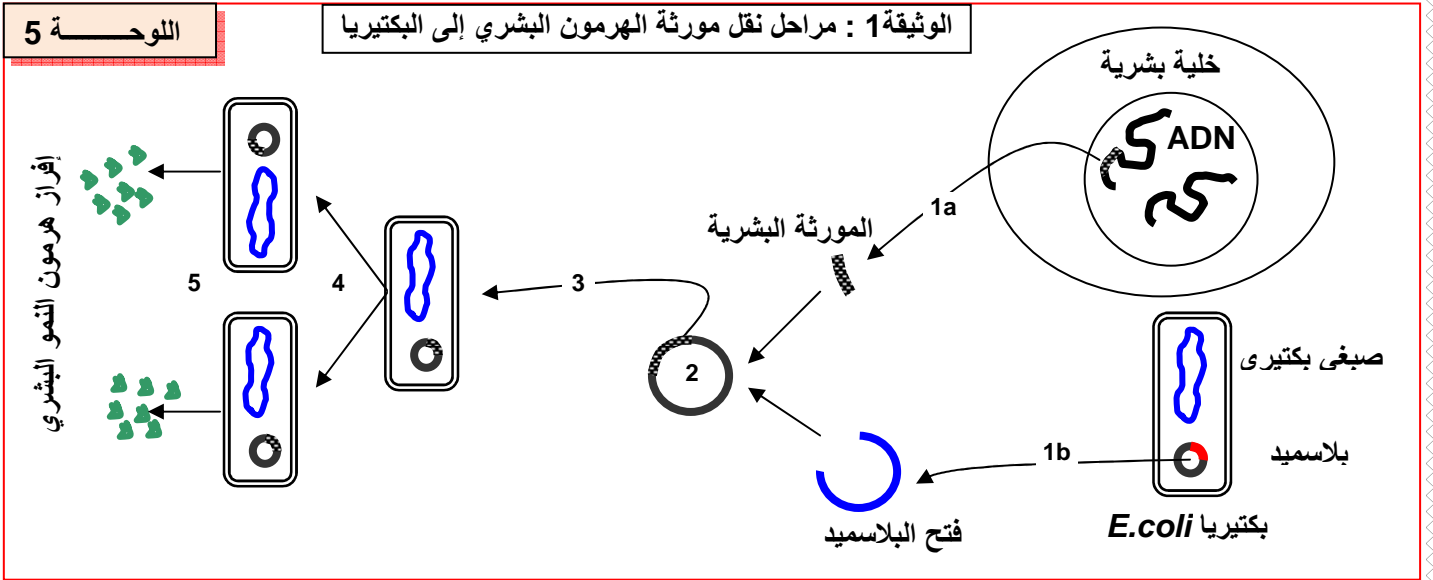 اللوحـــــــــة 5
الوثيقة1 : مراحل نقل مورثة الهرمون البشري إلى البكتيريا
خلية بشرية
ADN
1a
المورثة البشرية
إفراز هرمون النمو البشري
5
4
3
2
صبغي بكتيري
1b
بلاسميد
فتح البلاسميد
بكتيريا E.coli